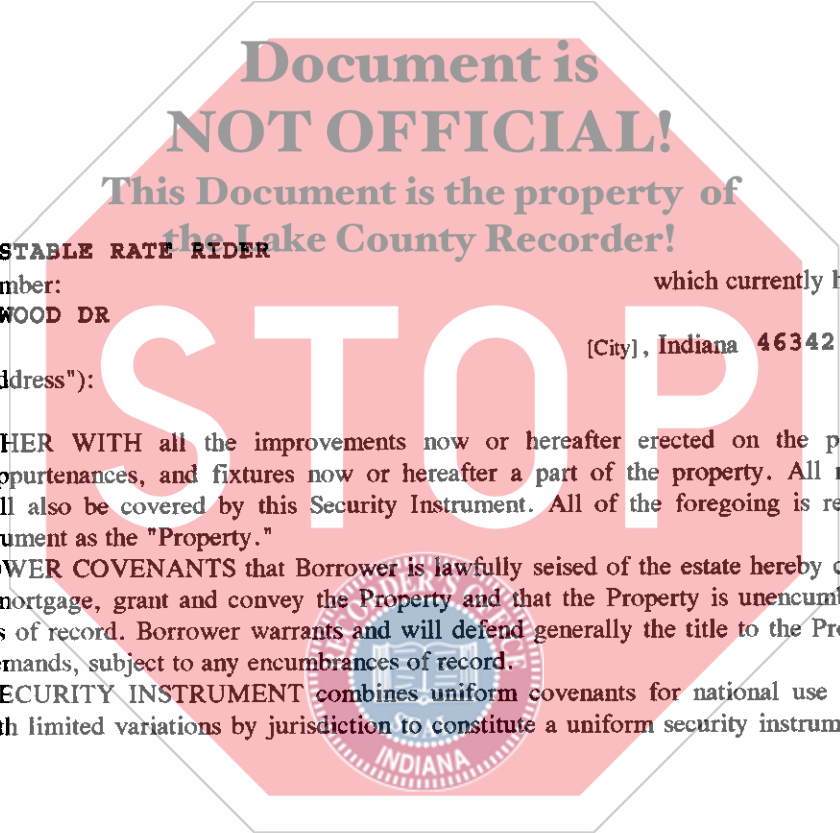 Document is
NOT OFFICIAL!
This Document is the property of
the Lake County Recorder!
STABLE RATE RIDER
mber: which currently h
WOOD DR
[City], Indiana 46342
ddress"):
STOP
HER WITH all the improvements now or hereafter erected on the p
ppurtenances, and fixtures now or hereafter a part of the property. All r
ll also be covered by this Security Instrument. All of the foregoing is re
ument as the "Property."
WER COVENANTS that Borrower is lawfully seised of the estate hereby c
mortgage, grant and convey the Property and that the Property is unencumb
s of record. Borrower warrants and will defend generally the title to the Pro
emands, subject to any encumbrances of record.
ECURITY INSTRUMENT combines uniform covenants for national use
th limited variations by jurisdiction to constitute a uniform security instrum
RECORDER'S OFFICE
SEAL
INDIANA